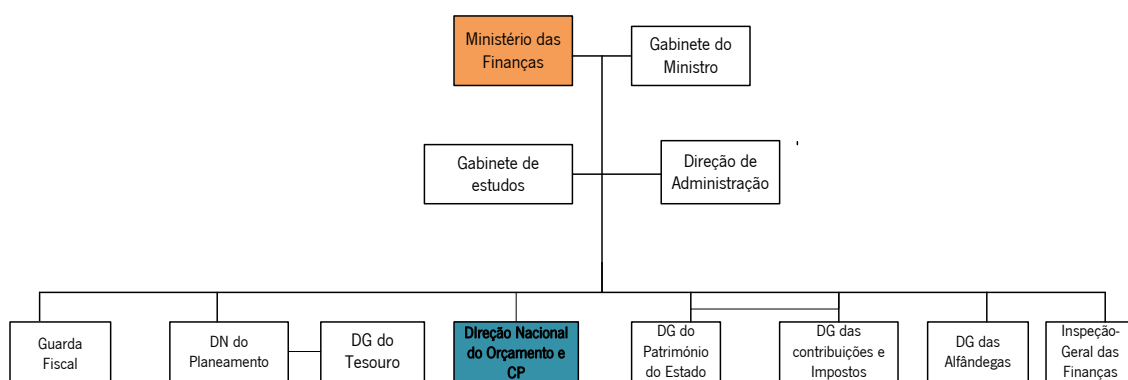 Ministério das
Finanças
Gabinete do
Ministro
Gabinete de
estudos
Direção de
Administração
Guarda
Fiscal
DN do
Planeamento
DG do
Tesouro
DIreção Nacional
do Orçamento e
CP
DG do
Património
do Estado
DG das
contribuições e
Impostos
DG das
Alfândegas
Inspeção-
Geral das
Finanças